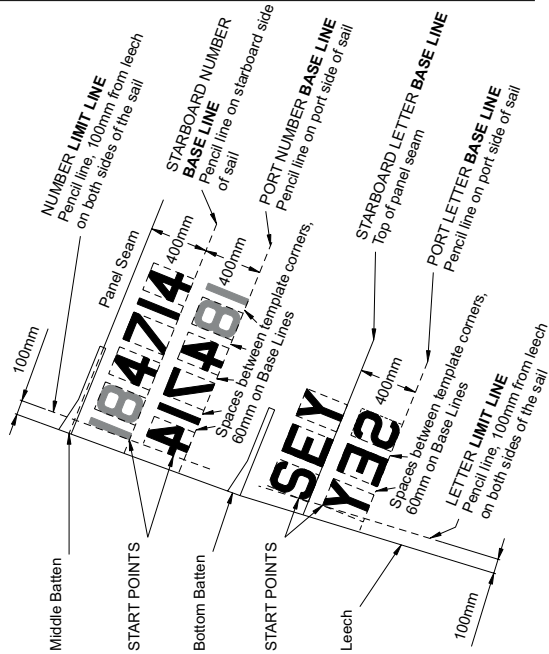 100mm
NUMBER LIMIT LINE
Pencil line, 100mm from leech
on both sides of the sail
STARBOARD NUMBER
BASE LINE
Pencil line on starboard side
of sail
PORT NUMBER BASE LINE
Pencil line on port side of sail
Panel Seam
400mm
400mm
184714
184714
Spaces between template corners,
60mm on Base Lines
STARBOARD LETTER BASE LINE
Top of panel seam
PORT LETTER BASE LINE
Pencil line on port side of sail
SEY
SEY
400mm
Spaces between template corners,
60mm on Base Lines
LETTER LIMIT LINE
Pencil line, 100mm from leech
on both sides of the sail
Middle Batten
START POINTS
Bottom Batten
START POINTS
Leech
100mm